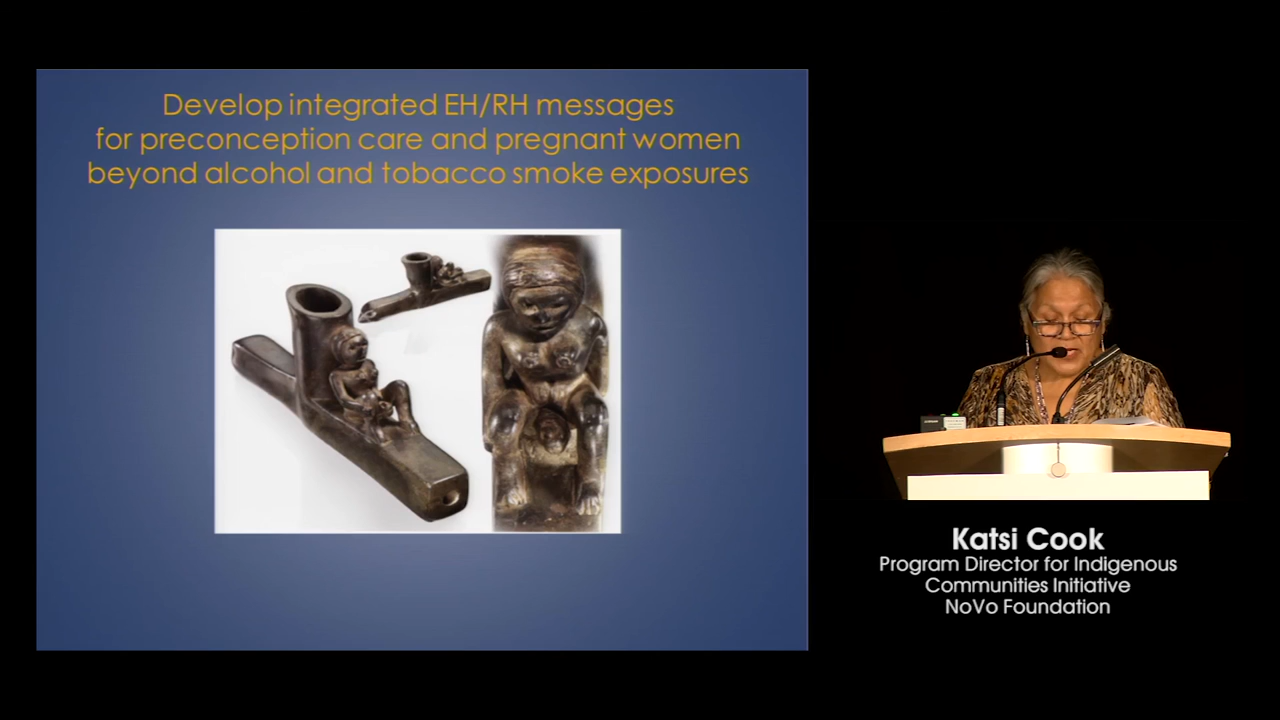 Develop integrated EH/RH messages
for preconception care and pregnant women
beyond alcohol and tobacco smoke exposures
Katsi Cook
Program Director for Indigenous
Communities Initiative
NoVo Foundation